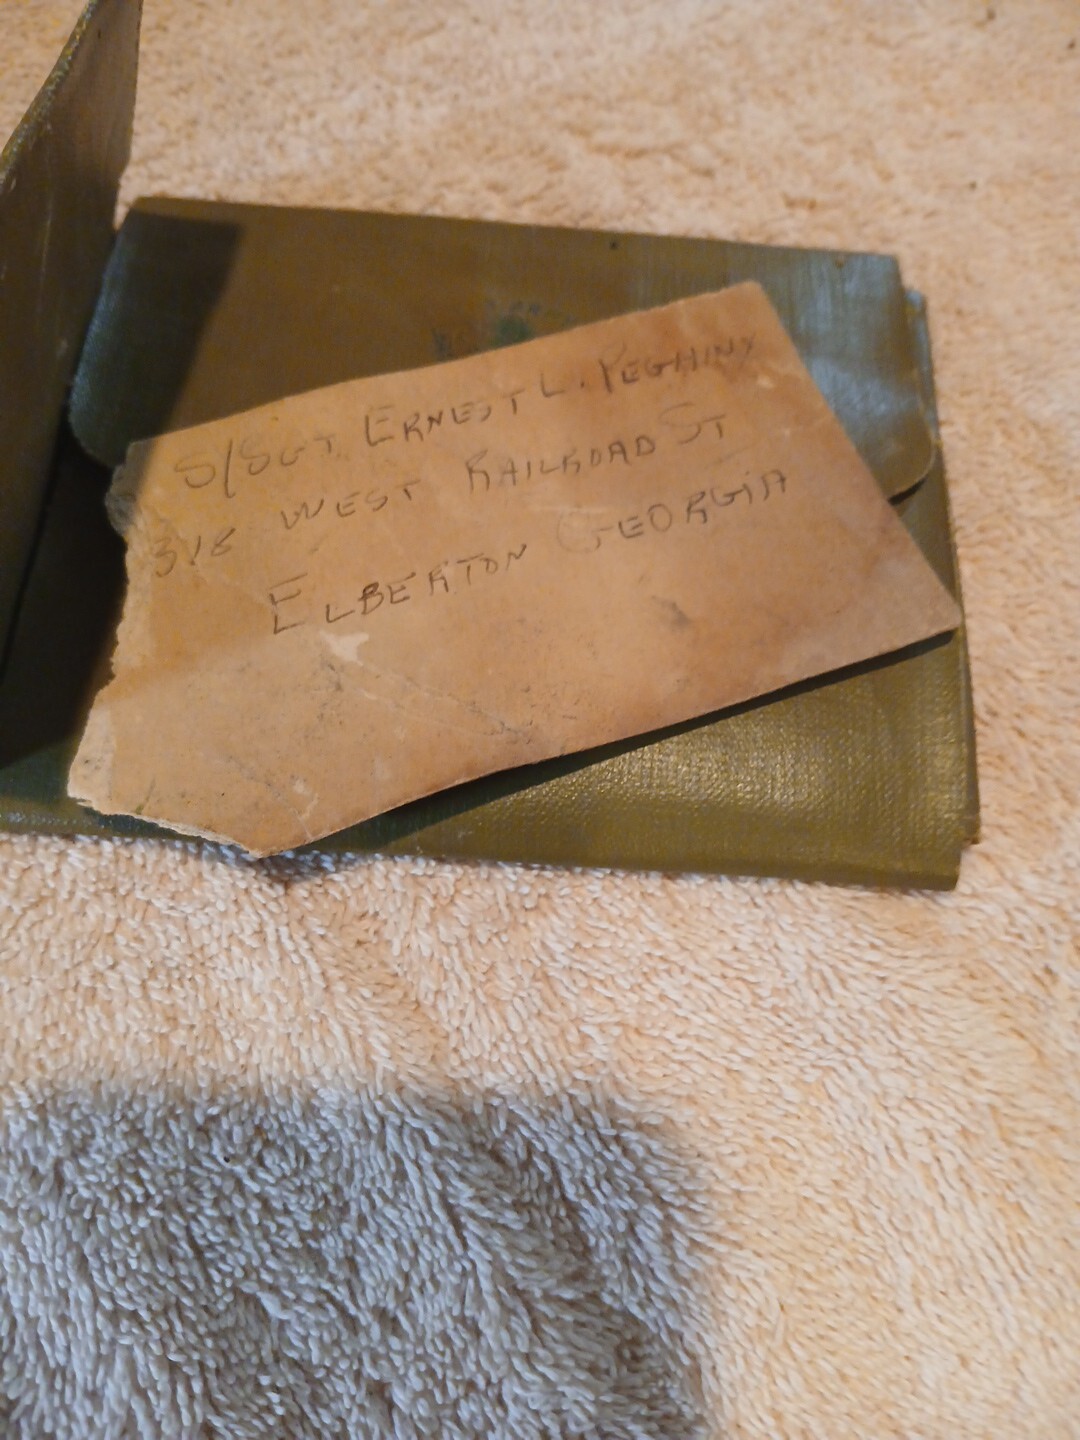 S/SGT. ERNEST L. PEGHINY
318 WEST RAILROAD ST
ELBERTON GEORGIA